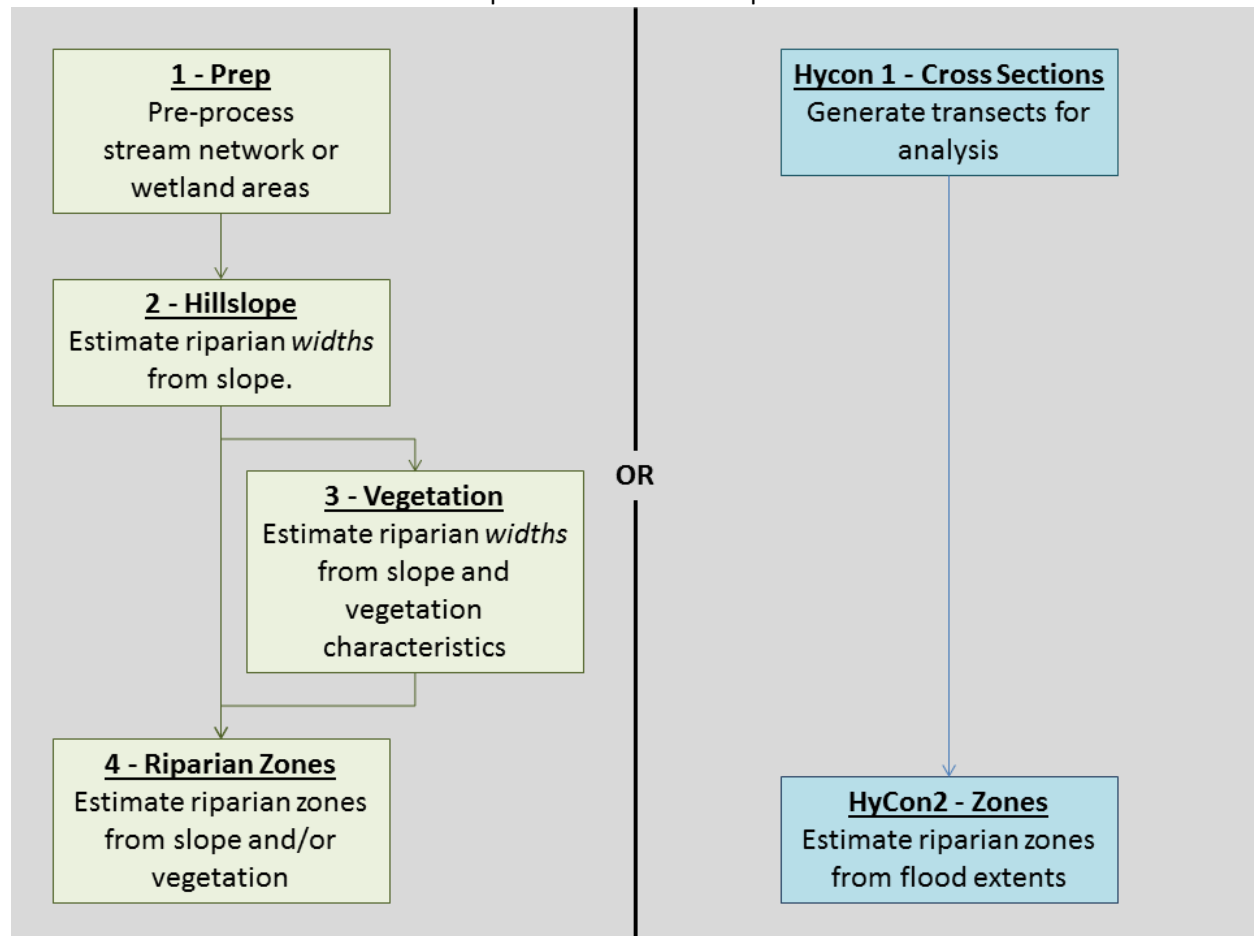 1 - Prep
Pre-process
stream network or
wetland areas
2 - Hillslope
Estimate riparian widths
from slope.
3 - Vegetation
Estimate riparian widths
from slope and
vegetation
characteristics
4 - Riparian Zones
Estimate riparian zones
from slope and/or
vegetation
OR
Hycon 1 - Cross Sections
Generate transects for
analysis
HyCon2 - Zones
Estimate riparian zones
from flood extents